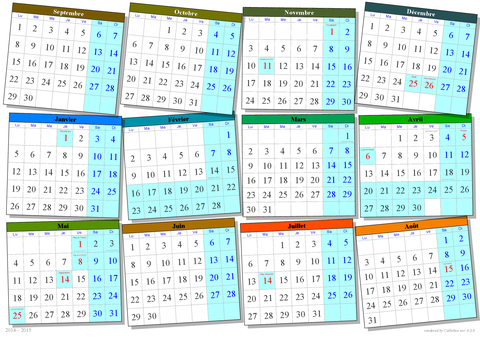 Septembre
Lu Ma Me Je Ve Sa Di
1 2 3 4 5 6 7
8 9 10 11 12 13 14
15 16 17 18 19 20 21
22 23 24 25 26 27 28
29 30
Octobre
Lu Ma Me Je Ve Sa Di
1 2 3 4 5
6 7 8 9 10 11 12
13 14 15 16 17 18 19
20 21 22 23 24 25 26
27 28 29 30 31
Novembre
Lu Ma Me Je Ve Sa Di
1 2
3 4 5 6 7 8 9
10 11 12 13 14 15 16
17 18 19 20 21 22 23
24 25 26 27 28 29 30
Décembre
Lu Ma Me Je Ve Sa Di
1 2 3 4 5 6 7
8 9 10 11 12 13 14
15 16 17 18 19 20 21
22 23 24 25 26 27 28
29 30 31
Janvier
Lu Ma Me Je Ve Sa Di
1 2 3 4
5 6 7 8 9 10 11
12 13 14 15 16 17 18
19 20 21 22 23 24 25
26 27 28 29 30 31
Février
Lu Ma Me Je Ve Sa Di
1
2 3 4 5 6 7 8
9 10 11 12 13 14 15
16 17 18 19 20 21 22
23 24 25 26 27 28
Mars
Lu Ma Me Je Ve Sa Di
1
2 3 4 5 6 7 8
9 10 11 12 13 14 15
16 17 18 19 20 21 22
23 24 25 26 27 28 29
30 31
Avril
Lu Ma Me Je Ve Sa Di
1 2 3 4 5
6 7 8 9 10 11 12
13 14 15 16 17 18 19
20 21 22 23 24 25 26
27 28 29 30
Mai
Lu Ma Me Je Ve Sa Di
1 2 3
4 5 6 7 8 9 10
11 12 13 14 15 16 17
18 19 20 21 22 23 24
25 26 27 28 29 30 31
Juin
Lu Ma Me Je Ve Sa Di
1 2 3 4 5 6 7
8 9 10 11 12 13 14
15 16 17 18 19 20 21
22 23 24 25 26 27 28
29 30
Juillet
Lu Ma Me Je Ve Sa Di
1 2 3 4 5
6 7 8 9 10 11 12
13 14 15 16 17 18 19
20 21 22 23 24 25 26
27 28 29 30 31
Août
Lu Ma Me Je Ve Sa Di
1 2
3 4 5 6 7 8 9
10 11 12 13 14 15 16
17 18 19 20 21 22 23
24 25 26 27 28 29 30
31
2014 - 2015